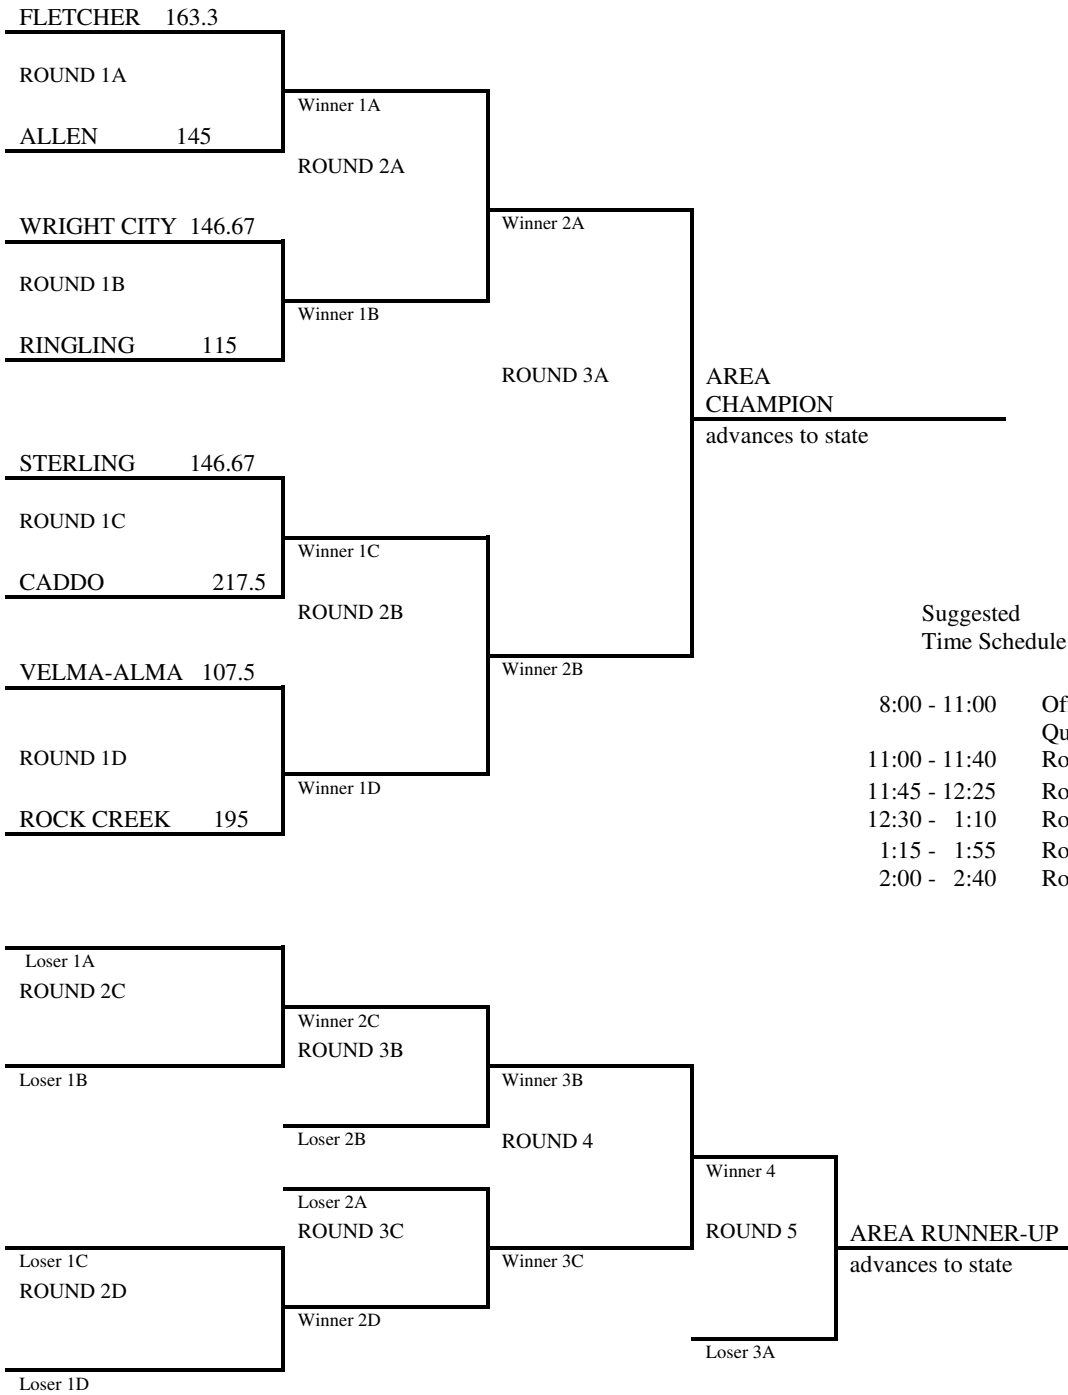 FLETCHER 163.3
ROUND 1A
Winner 1A
ALLEN 145
ROUND 2A
WRIGHT CITY 146.67
Winner 2A
ROUND 1B
Winner 1B
RINGLING 115
ROUND 3A
AREA
CHAMPION
advances to state
STERLING 146.67
ROUND 1C
Winner 1C
CADDO 217.5
ROUND 2B
Suggested
Time Schedule
VELMA-ALMA 107.5
Winner 2B
ROUND 1D
Winner 1D
ROCK CREEK 195
8:00 - 11:00
11:00 - 11:40 Ro
11:45 - 12:25 Ro
12:30 - 1:10 Ro
1:15 - 1:55 Ro
2:00 - 2:40 Ro
Loser 1A
ROUND 2C
Winner 2C
ROUND 3B
Loser 1B
Winner 3B
Loser 2B
ROUND 4
Winner 4
Loser 2A
ROUND 3C
ROUND 5
AREA RUNNER-UP
advances to state
Loser 1C
Winner 3C
ROUND 2D
Winner 2D
Loser 3A
Loser 1D